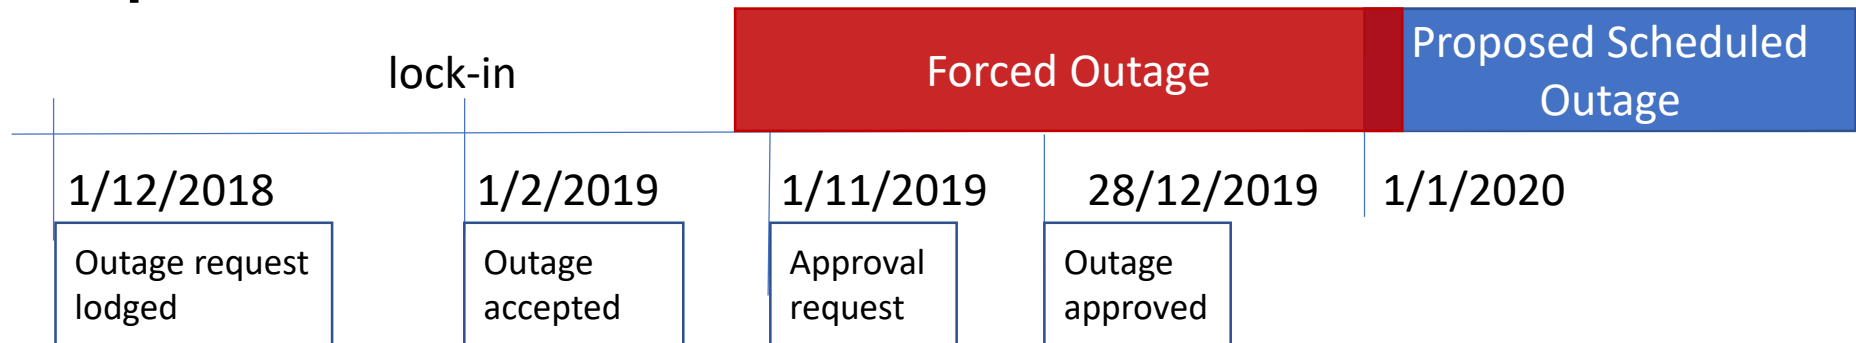 lock-in
Forced Outage
Proposed Scheduled
Outage
1/12/2018
1/2/2019
1/11/2019
28/12/2019
1/1/2020
Outage request
lodged
Outage
accepted
Approval
request
Outage
approved